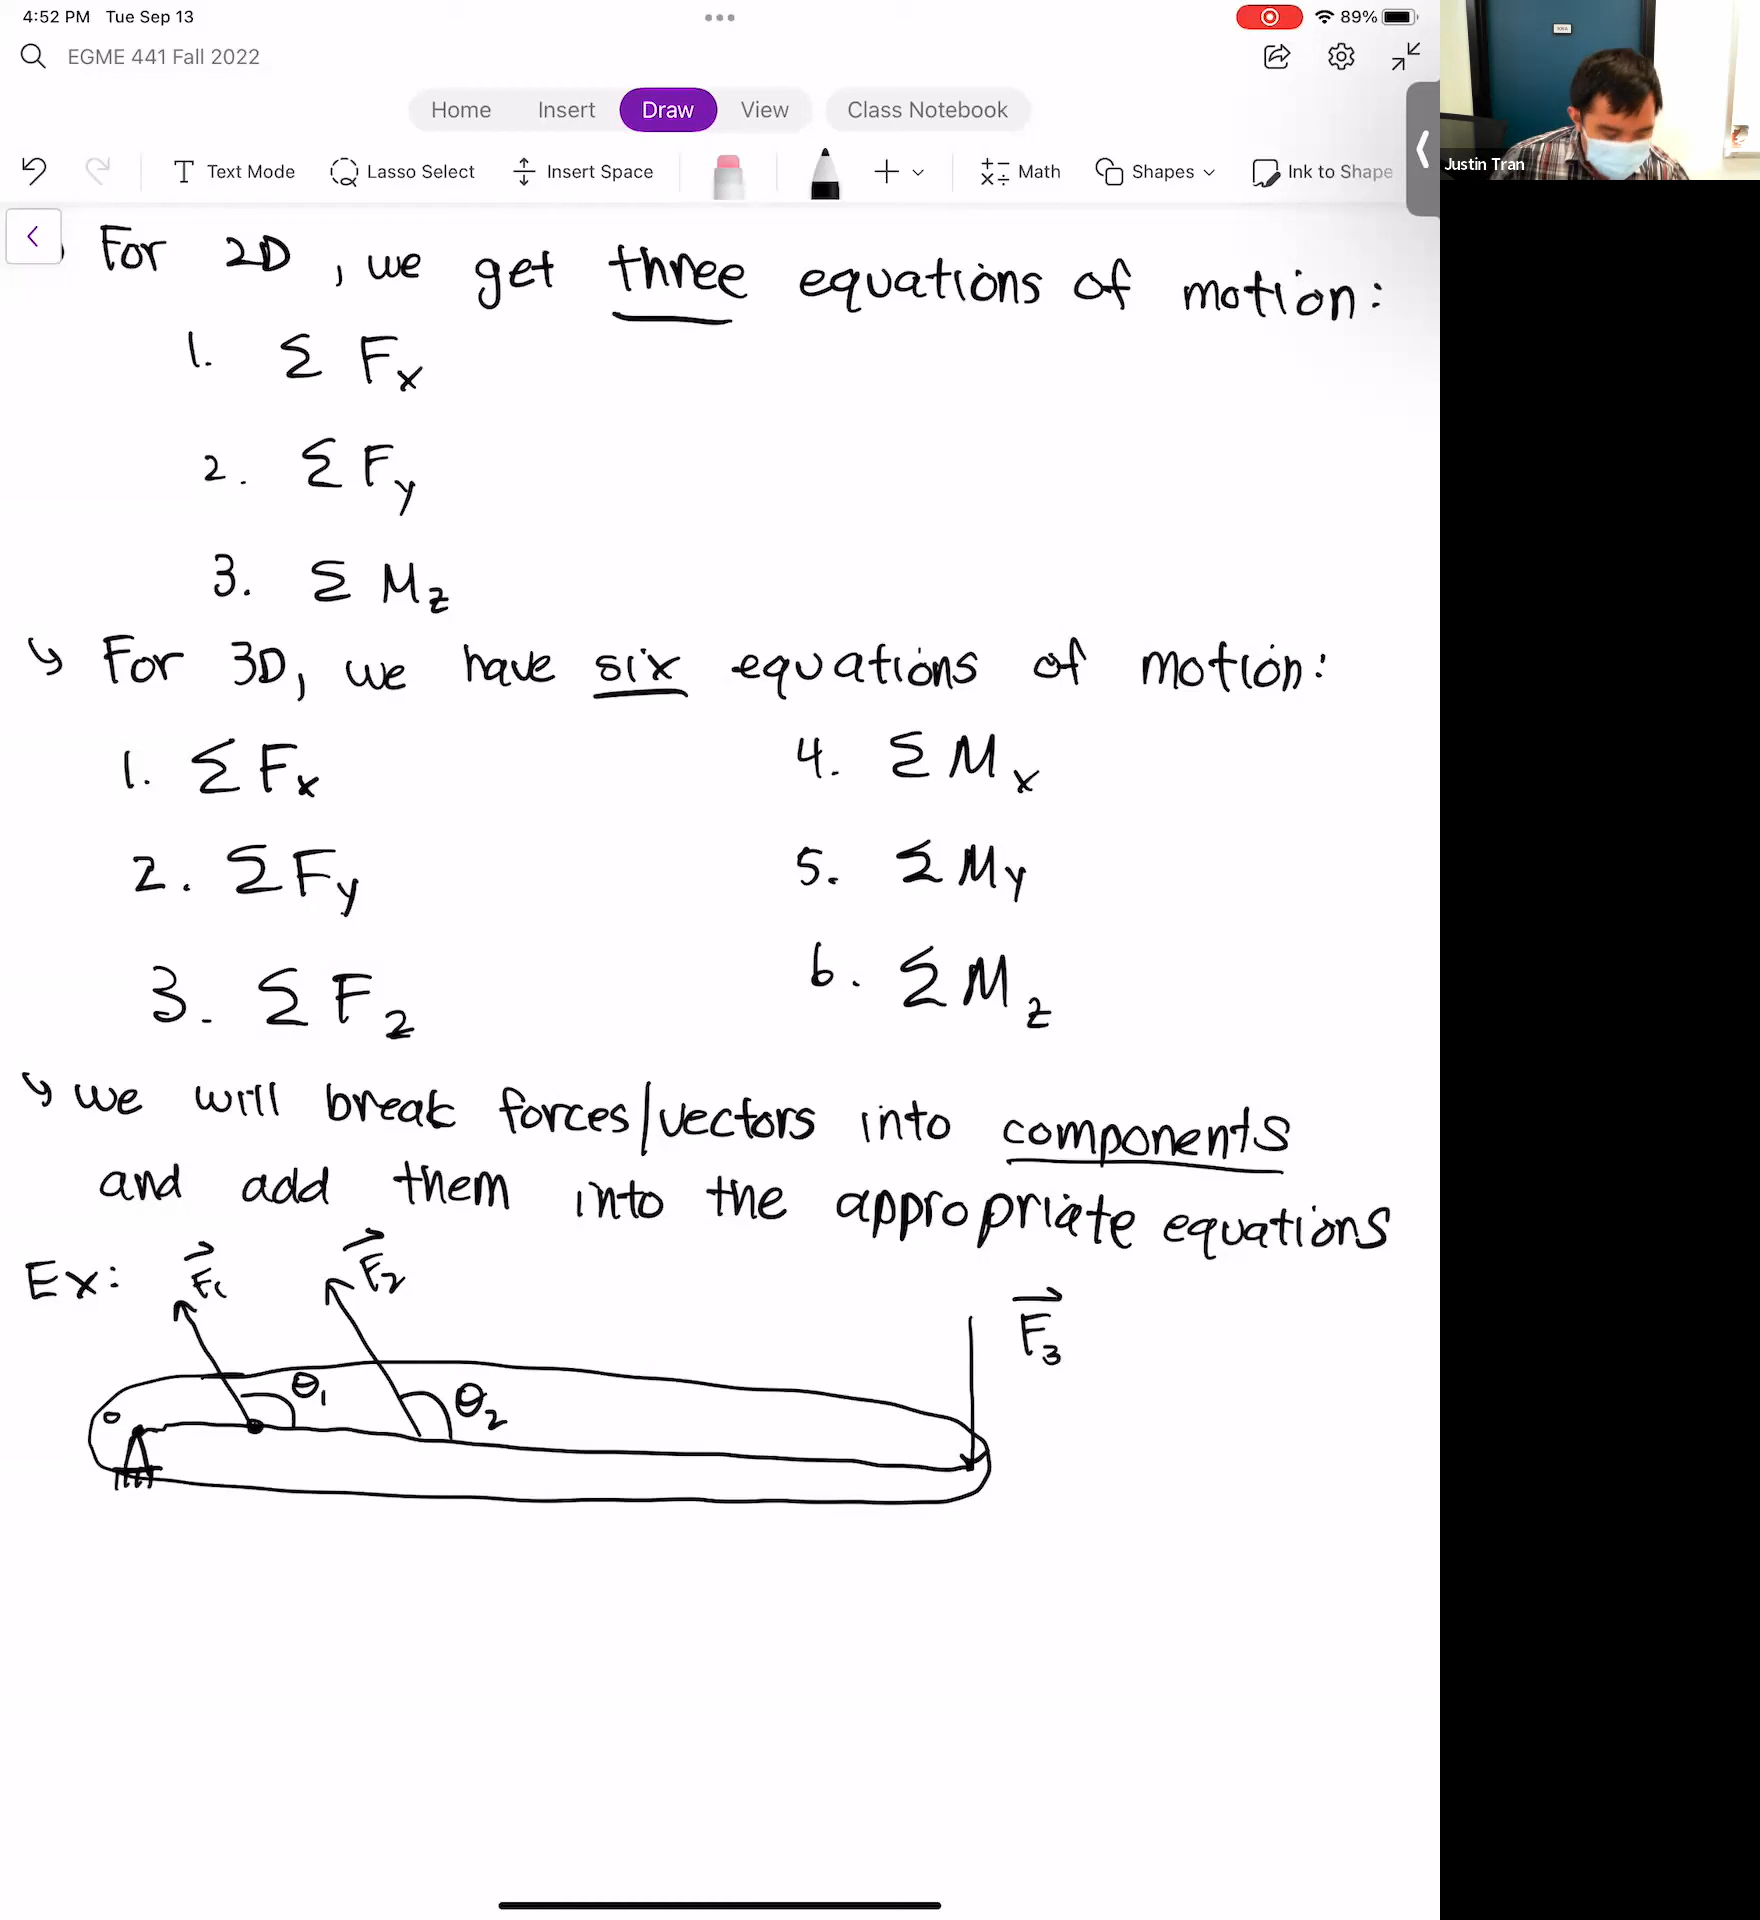 4:52 PM Tue Sep 13
89%
EGME 441 Fall 2022
Home Insert Draw View Class Notebook
Text Mode Lasso Select Insert Space Math Shapes Ink to Shape
Justin Tran
For 2D, we get three equations of motion:
1. Σ Fx
2. Σ Fy
3. Σ Mz
↳ For 3D, we have six equations of motion:
1. Σ Fx 4. Σ Mx
2. Σ Fy 5. Σ My
3. Σ Fz 6. Σ Mz
↳ we will break forces/vectors into components
and add them into the appropriate equations
Ex: F⃗1 F⃗2 F⃗3
θ1 θ2